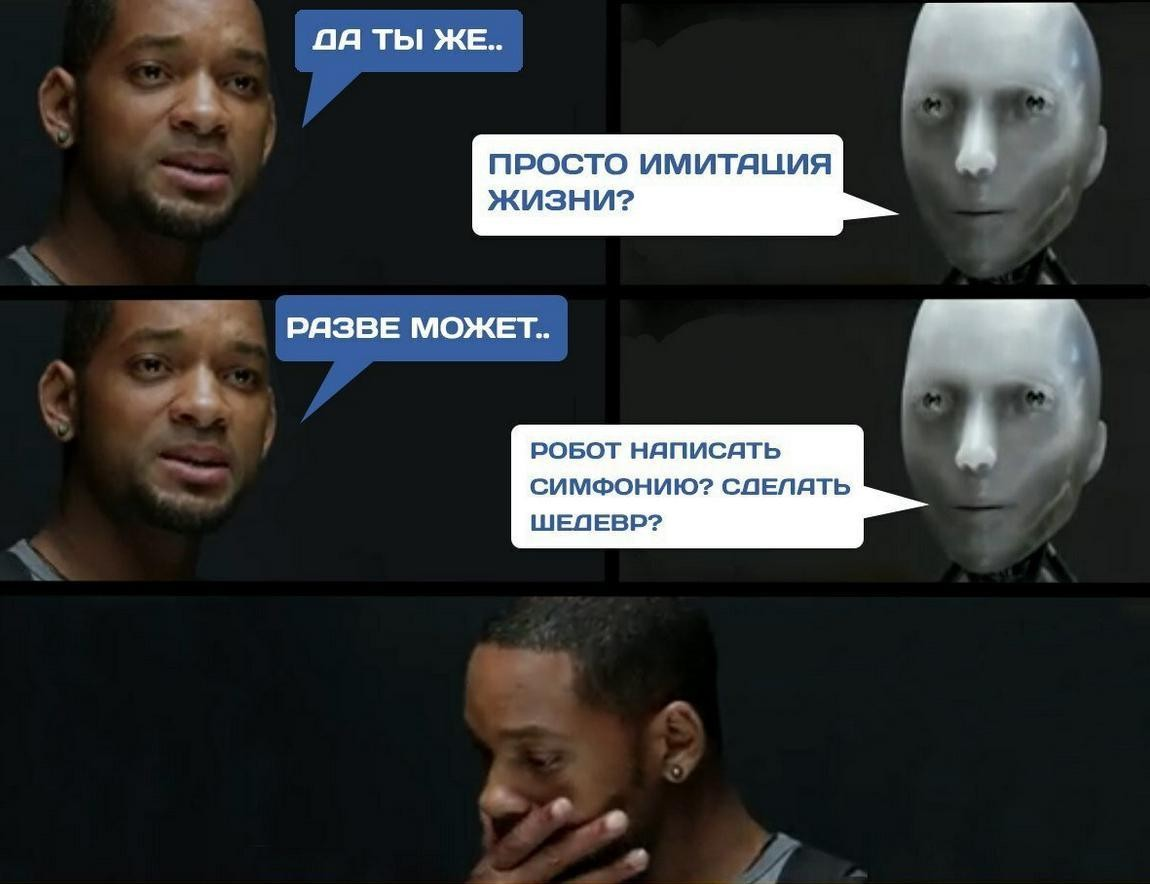 ДА ТЫ ЖЕ..
ПРОСТО ИМИТАЦИЯ
ЖИЗНИ?
РАЗВЕ МОЖЕТ..
РОБОТ НАПИСАТЬ
СИМФОНИЮ? СДЕЛАТЬ
ШЕДЕВР?